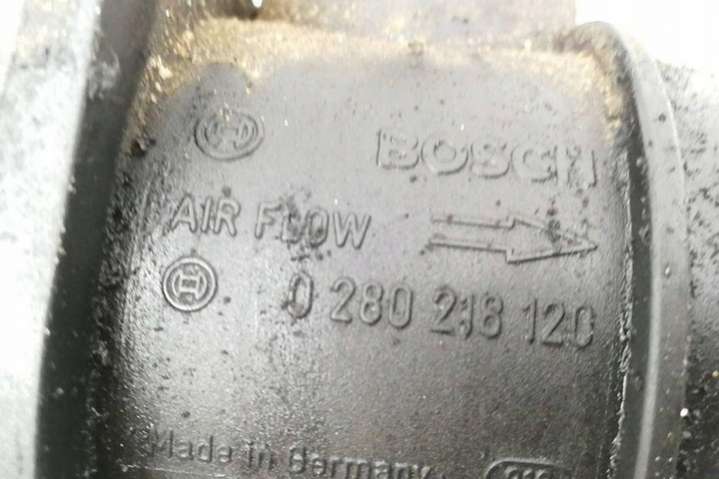 BOSCH
AIR FLOW
0 280 218 120
Made in Germany